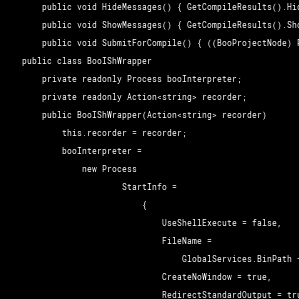 public void HideMessages() { GetCompileResults().Hid
public void ShowMessages() { GetCompileResults().Sho
public void SubmitForCompile() { ((BooProjectNode)
public class BooIShWrapper
private readonly Process booInterpreter;
private readonly Action<string> recorder;
public BooIShWrapper(Action<string> recorder)
this.recorder = recorder;
booInterpreter =
new Process
StartInfo =
{
UseShellExecute = false,
FileName =
GlobalServices.BinPath +
CreateNoWindow = true,
RedirectStandardOutput = tru